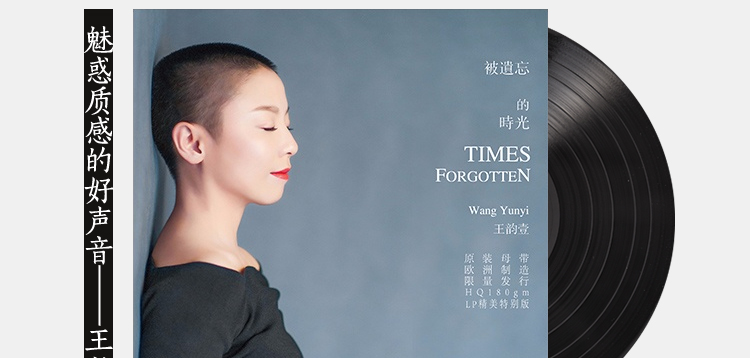 魅惑质感的好声音——王
被遺忘
的
時光
TIMES
FORGOTTEN
Wang Yunyi
王韵壹
原装母带
欧洲制造
限量发行
HQ180gm
LP精美特别版